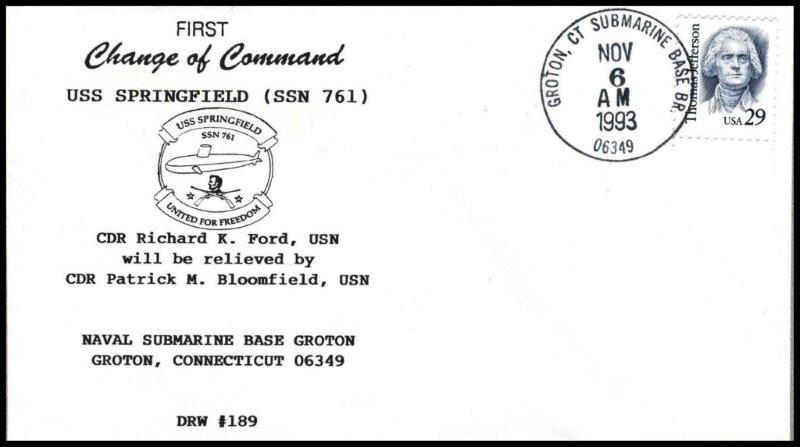 FIRST
Change of Command
USS SPRINGFIELD (SSN 761)
USS SPRINGFIELD
SSN 761
UNITED FOR FREEDOM
CDR Richard K. Ford, USN
will be relieved by
CDR Patrick M. Bloomfield, USN
NAVAL SUBMARINE BASE GROTON
GROTON, CONNECTICUT 06349
DRW #189
GROTON, CT SUBMARINE BASE BR.
NOV
6
AM
1993
06349
Thomas Jefferson
USA 29